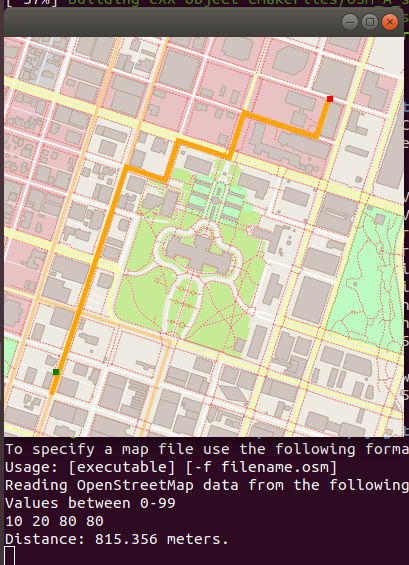 [ 57%] Building CXX object CMakeFiles/OSM_A_s
To specify a map file use the following forma
Usage: [executable] [-f filename.osm]
Reading OpenStreetMap data from the following
Values between 0-99
10 20 80 80
Distance: 815.356 meters.